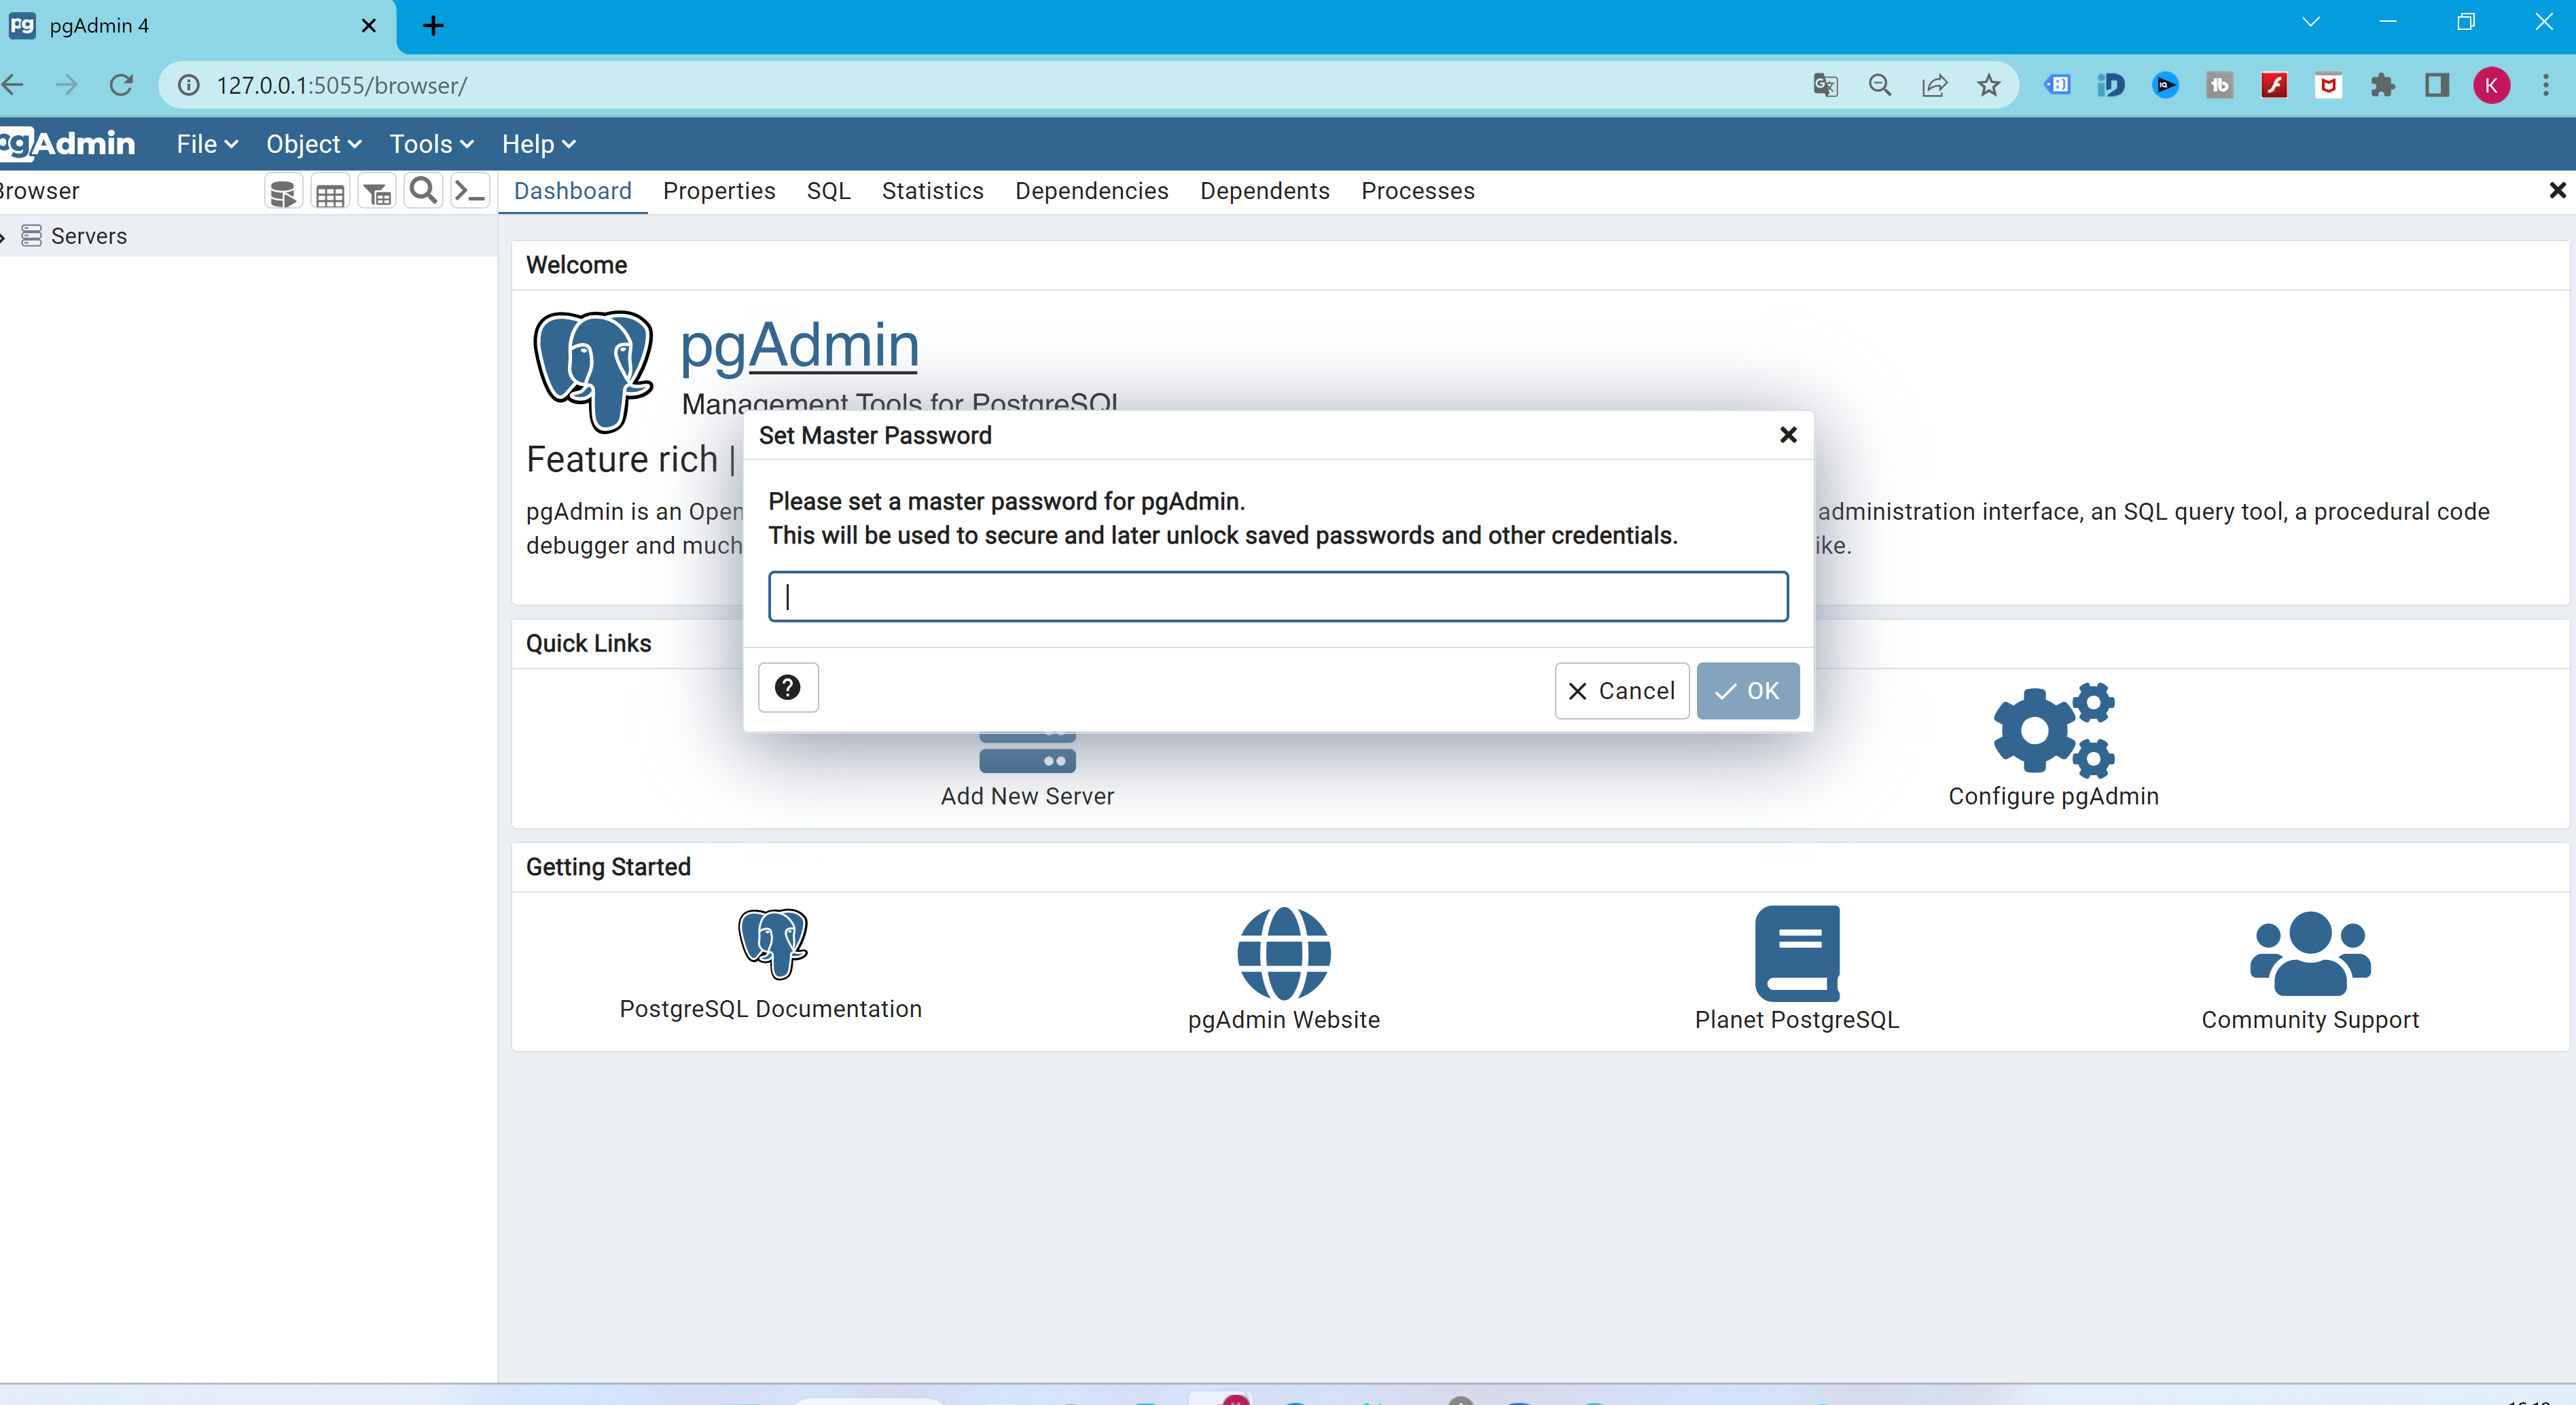 pgAdmin 4
127.0.0.1:5055/browser/
K
pgAdmin File Object Tools Help
Browser Dashboard Properties SQL Statistics Dependencies Dependents Processes
Servers
Welcome
pgAdmin
Management Tools for PostgreSQL
Feature rich |
pgAdmin is an Open administration interface, an SQL query tool, a procedural code
debugger and much ike.
Set Master Password
Please set a master password for pgAdmin.
This will be used to secure and later unlock saved passwords and other credentials.
Cancel OK
Quick Links
Add New Server
Configure pgAdmin
Getting Started
PostgreSQL Documentation
pgAdmin Website
Planet PostgreSQL
Community Support